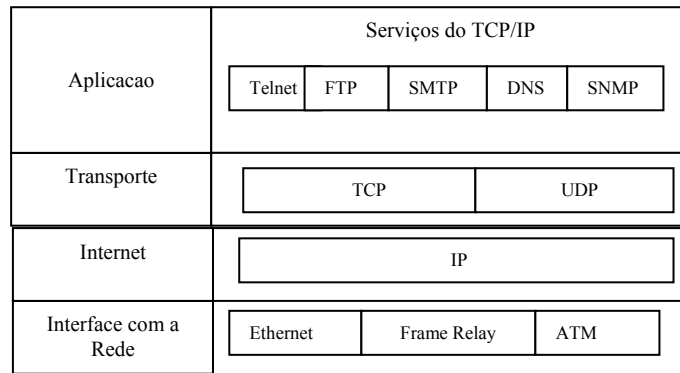 Serviços do TCP/IP
Aplicacao
Telnet FTP SMTP DNS SNMP
Transporte
TCP UDP
Internet
IP
Interface com a
Rede
Ethernet Frame Relay ATM